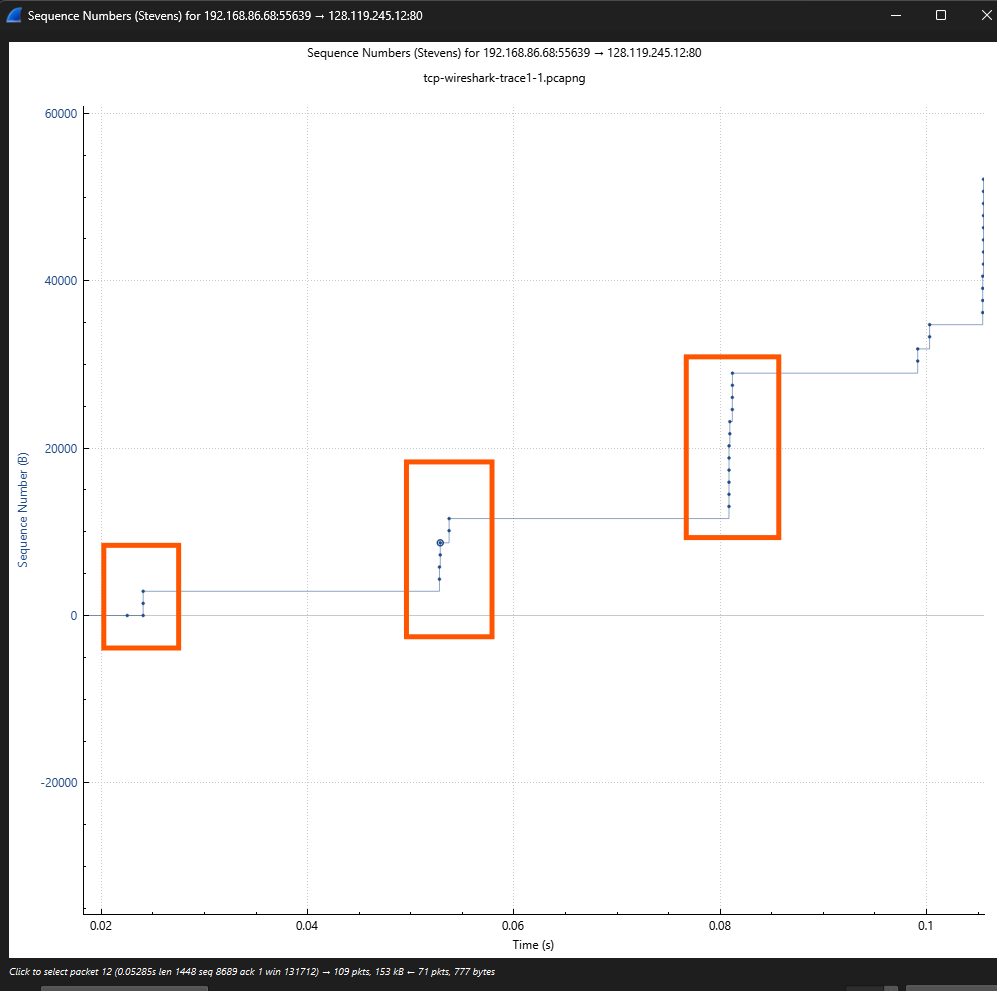 Sequence Numbers (Stevens) for 192.168.86.68:55639 → 128.119.245.12:80
Sequence Numbers (Stevens) for 192.168.86.68:55639 → 128.119.245.12:80
tcp-wireshark-trace1-1.pcapng
60000
40000
20000
0
-20000
Sequence Number (B)
0.02
0.04
0.06
0.08
0.1
Time (s)
Click to select packet 12 (0.05285s len 1448 seq 8689 ack 1 win 131712) → 109 pkts, 153 kB ← 71 pkts, 777 bytes